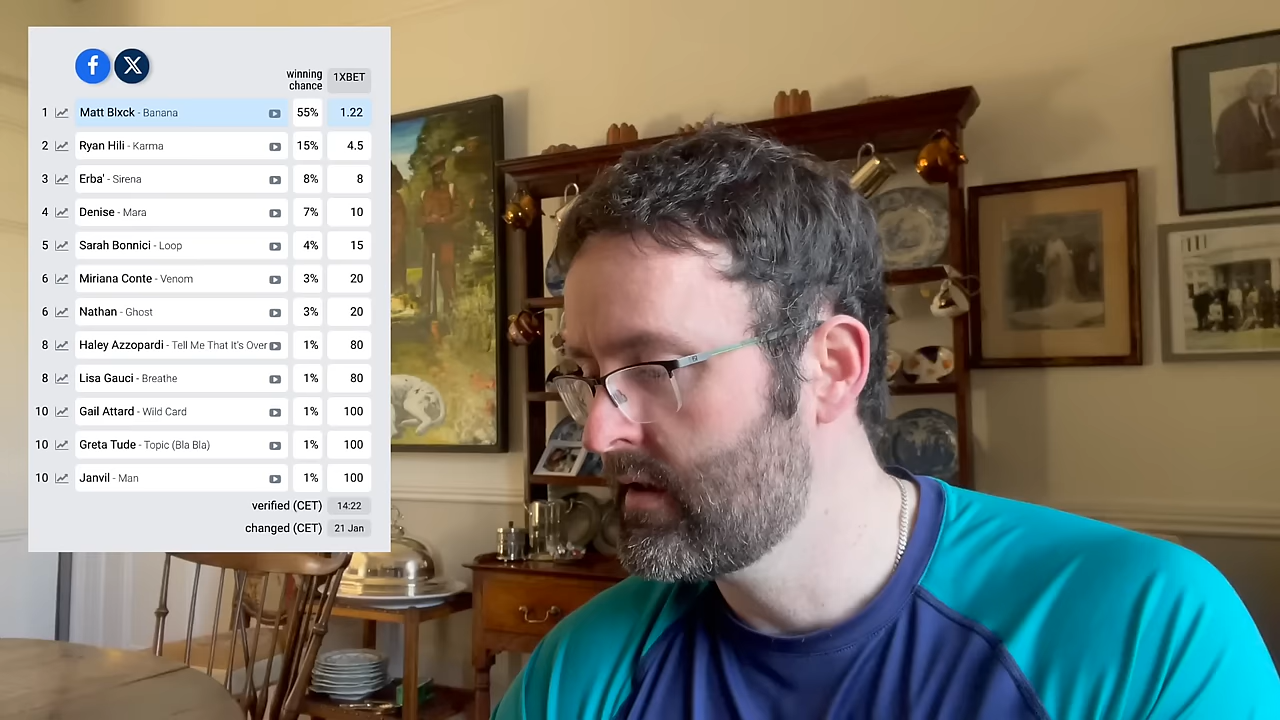 f X
winning chance 1XBET
1 Matt Blxck - Banana 55% 1.22
2 Ryan Hili - Karma 15% 4.5
3 Erba' - Sirena 8% 8
4 Denise - Mara 7% 10
5 Sarah Bonnici - Loop 4% 15
6 Miriana Conte - Venom 3% 20
6 Nathan - Ghost 3% 20
8 Haley Azzopardi - Tell Me That It's Over 1% 80
8 Lisa Gauci - Breathe 1% 80
10 Gail Attard - Wild Card 1% 100
10 Greta Tude - Topic (Bla Bla) 1% 100
10 Janvil - Man 1% 100
verified (CET) 14:22
changed (CET) 21 Jan